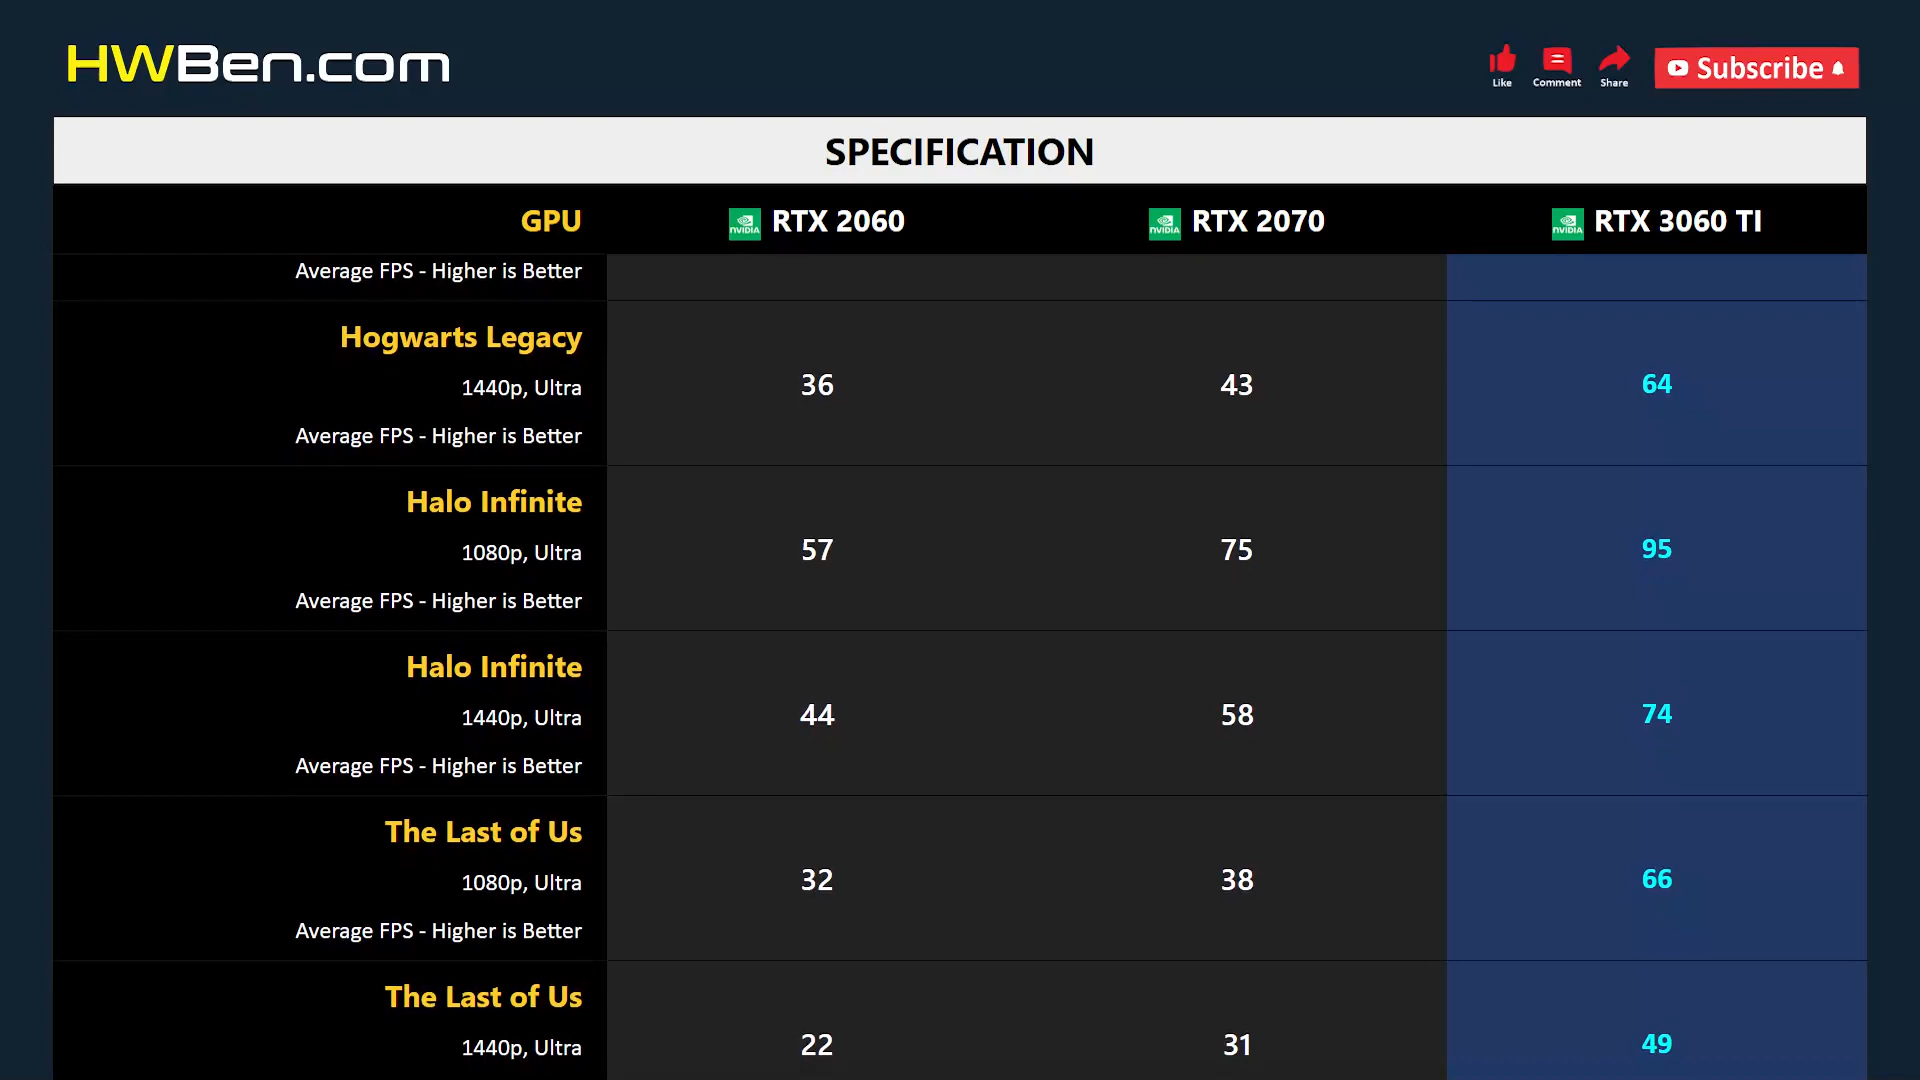 HWBen.com
Like Comment Share Subscribe
SPECIFICATION
GPU NVIDIA RTX 2060 NVIDIA RTX 2070 NVIDIA RTX 3060 TI
Average FPS - Higher is Better
Hogwarts Legacy
1440p, Ultra 36 43 64
Average FPS - Higher is Better
Halo Infinite
1080p, Ultra 57 75 95
Average FPS - Higher is Better
Halo Infinite
1440p, Ultra 44 58 74
Average FPS - Higher is Better
The Last of Us
1080p, Ultra 32 38 66
Average FPS - Higher is Better
The Last of Us
1440p, Ultra 22 31 49